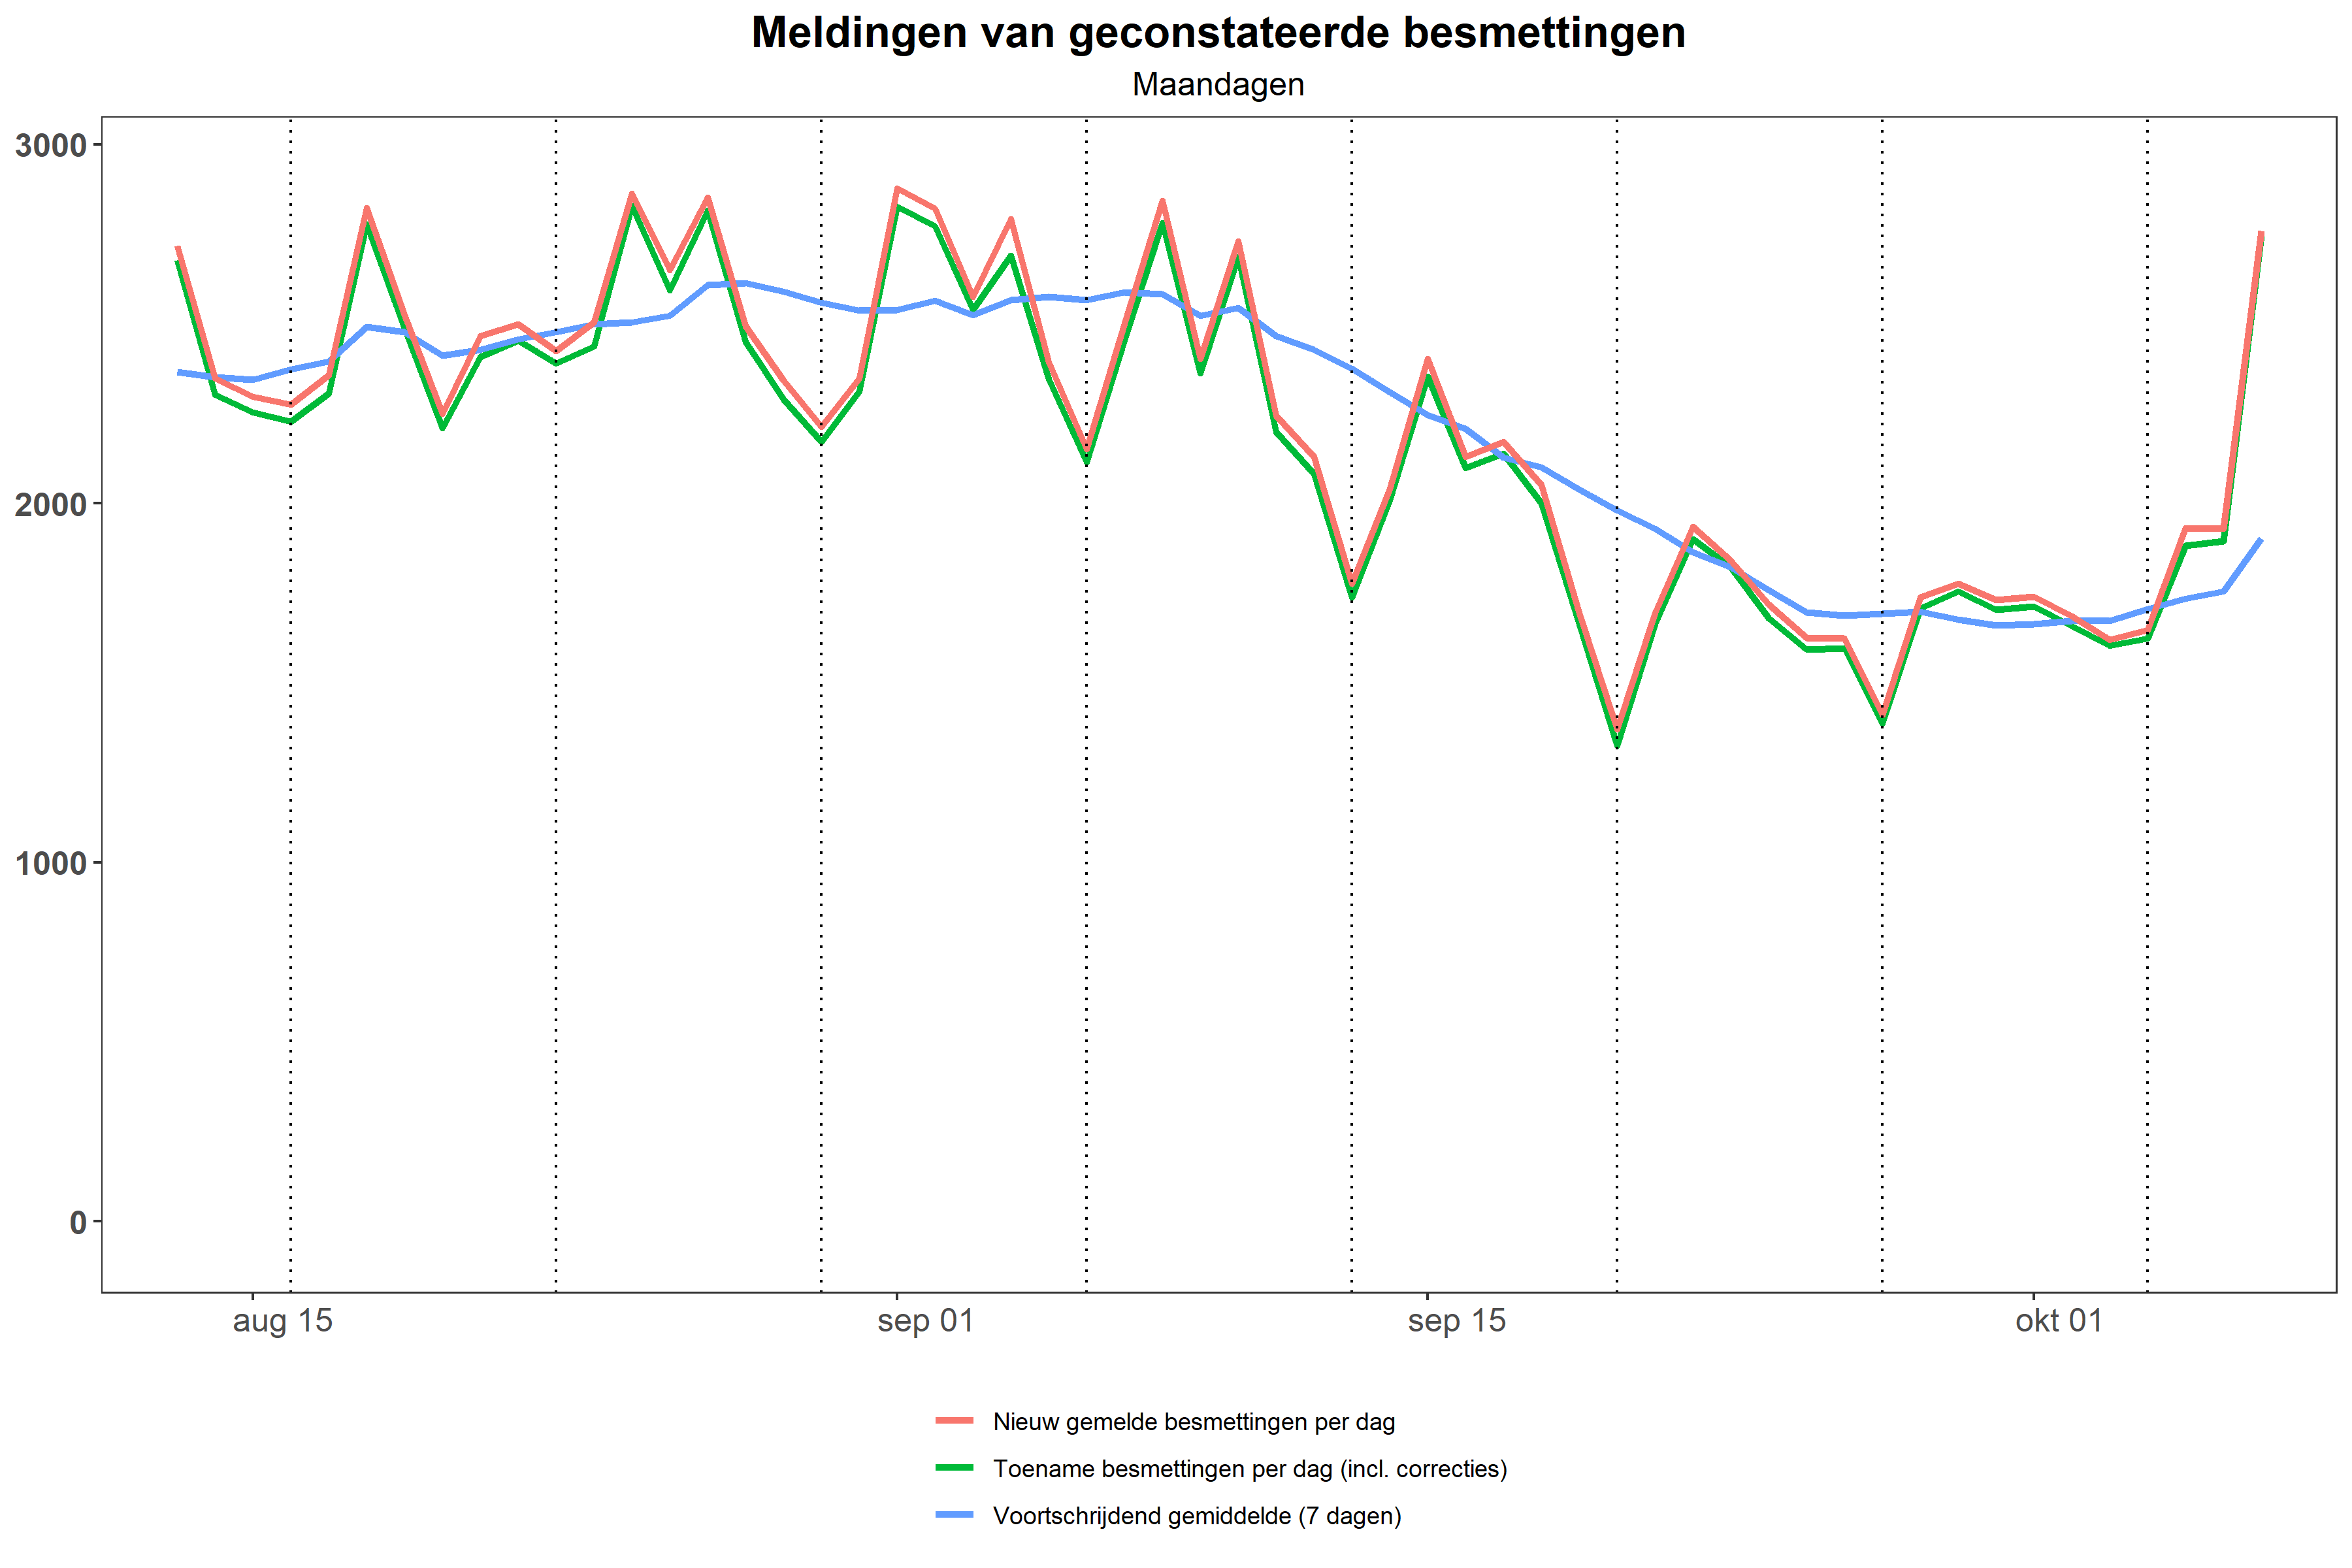 Meldingen van geconstateerde besmettingen
Maandagen
3000
2000
1000
0
aug 15
sep 01
sep 15
okt 01
Nieuw gemelde besmettingen per dag
Toename besmettingen per dag (incl. correcties)
Voortschrijdend gemiddelde (7 dagen)